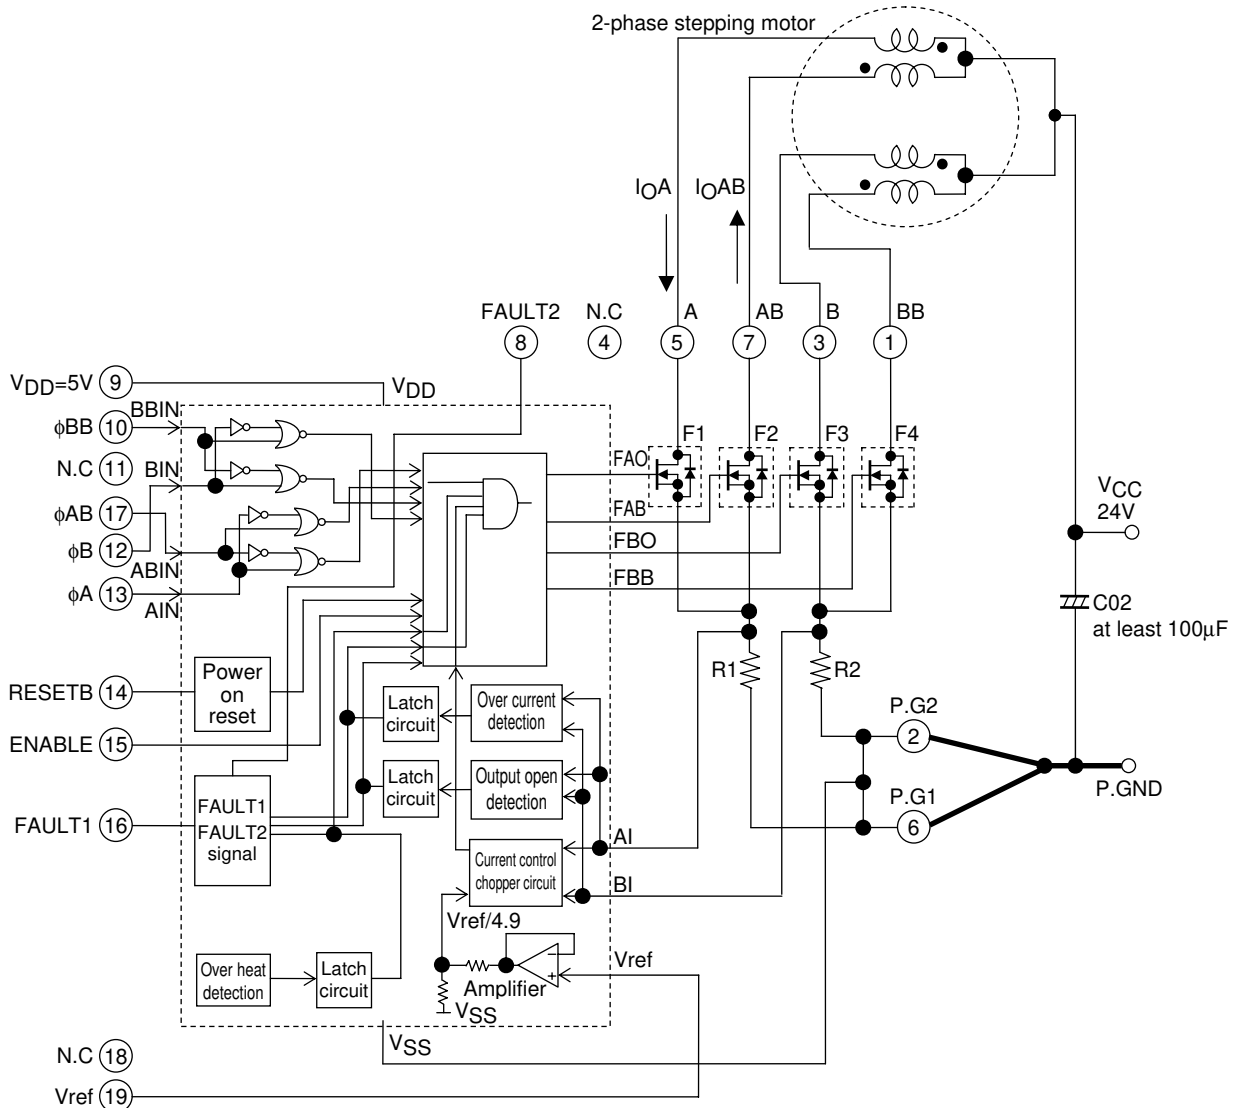 2-phase stepping motor
IOA
IOAB
FAULT2
N.C
A
AB
B
BB
8
4
5
7
3
1
VDD=5V
9
VDD
φBB
10
BBIN
N.C
11
BIN
φAB
17
φB
12
ABIN
φA
13
AIN
F1
F2
F3
F4
FAO
FAB
FBO
FBB
VCC
24V
C02
at least 100μF
R1
R2
RESETB
14
Power
on
reset
ENABLE
15
Latch
circuit
Over current
detection
Latch
circuit
Output open
detection
P.G2
2
P.GND
P.G1
6
FAULT1
16
FAULT1
FAULT2
signal
Current control
chopper circuit
AI
BI
Vref/4.9
Vref
Amplifier
VSS
Over heat
detection
Latch
circuit
VSS
N.C
18
Vref
19